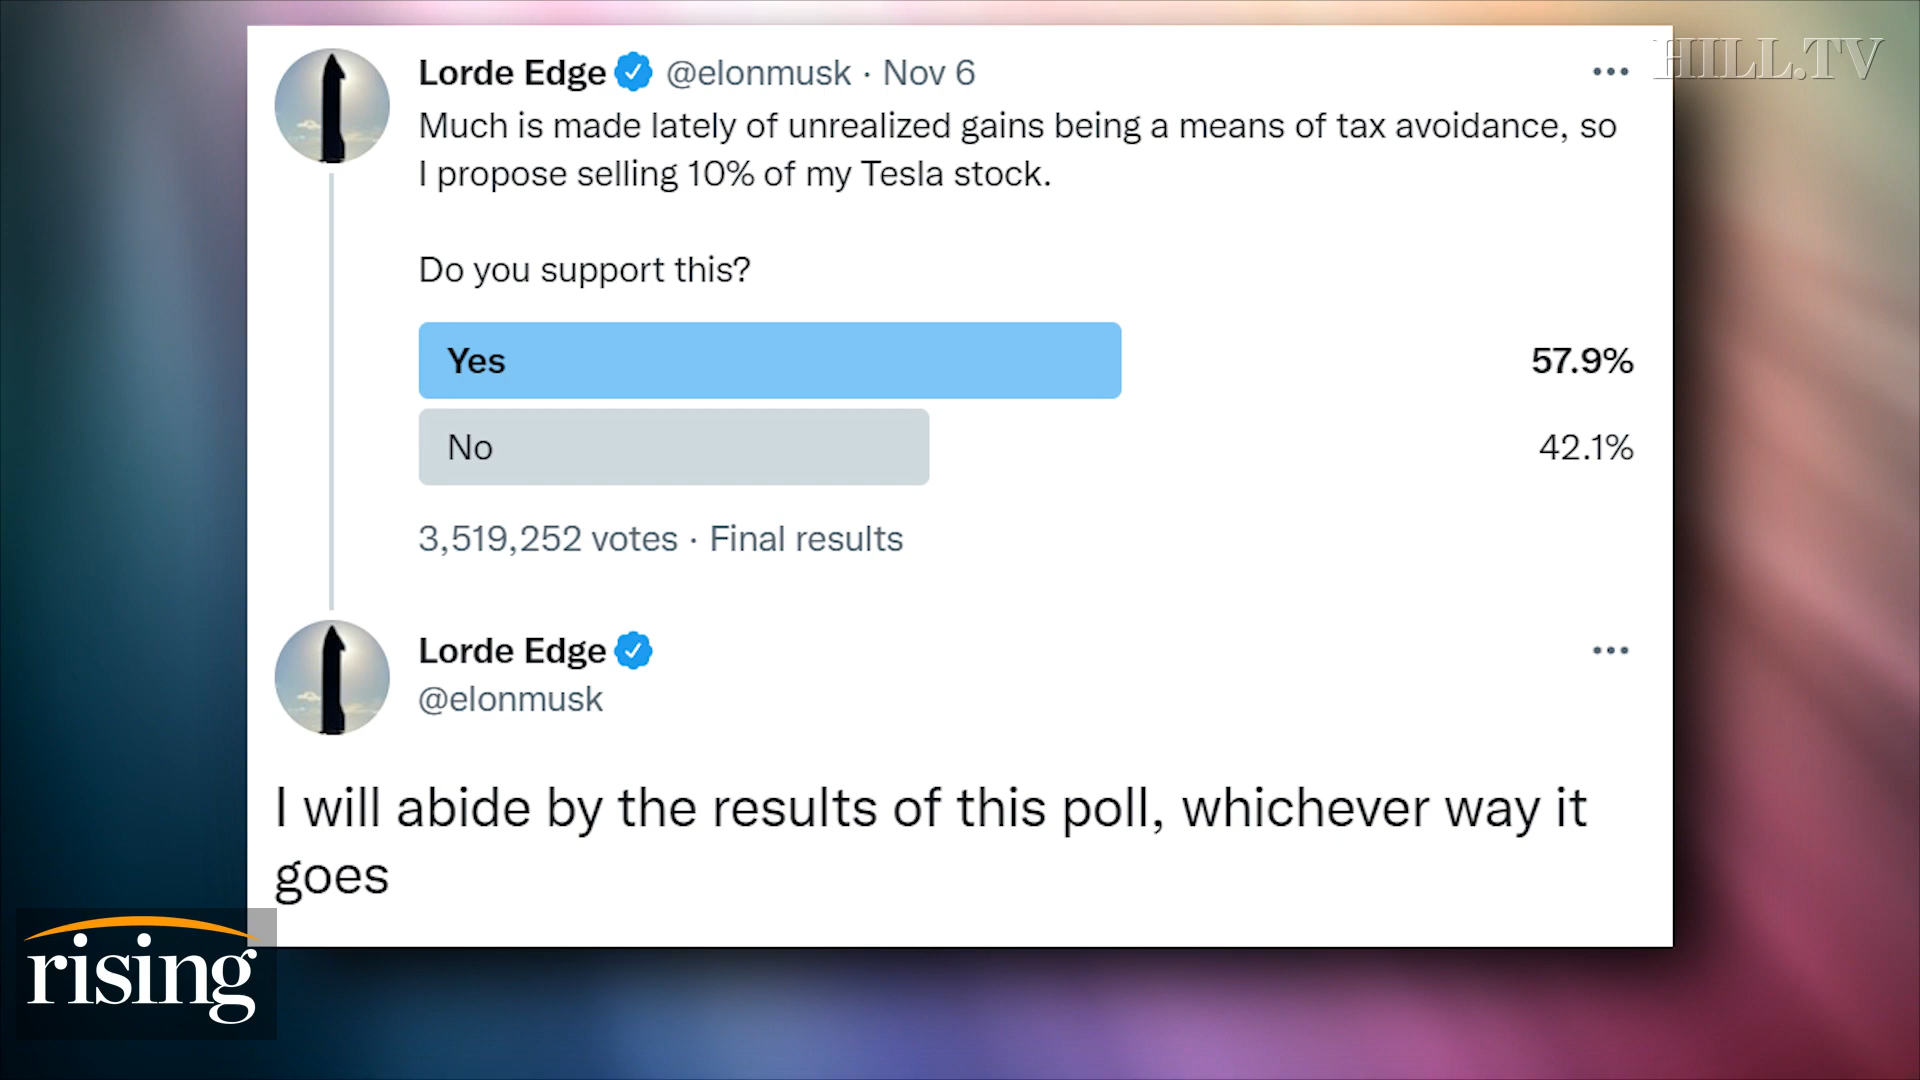 HILL.TV
Lorde Edge @elonmusk · Nov 6
Much is made lately of unrealized gains being a means of tax avoidance, so
I propose selling 10% of my Tesla stock.
Do you support this?
Yes 57.9%
No 42.1%
3,519,252 votes · Final results
Lorde Edge
@elonmusk
I will abide by the results of this poll, whichever way it
goes
rising